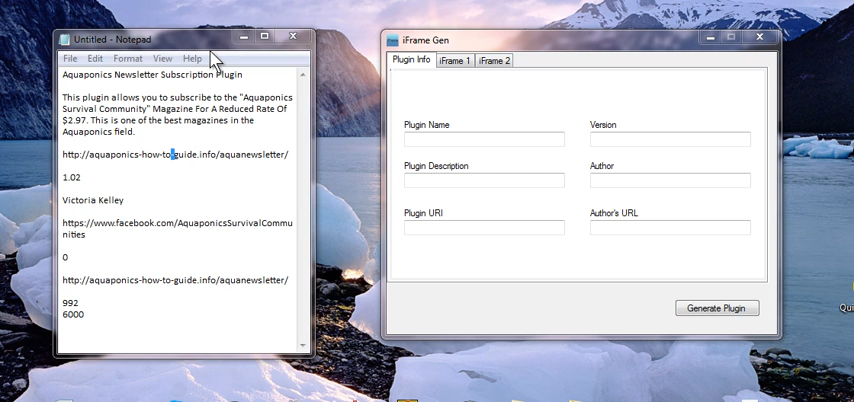 Untitled - Notepad
File Edit Format View Help
Aquaponics Newsletter Subscription Plugin
This plugin allows you to subscribe to the "Aquaponics
Survival Community" Magazine For A Reduced Rate Of
$2.97. This is one of the best magazines in the
Aquaponics field.
http://aquaponics-how-to-guide.info/aquanewsletter/
1.02
Victoria Kelley
https://www.facebook.com/AquaponicsSurvivalCommu
nities
0
http://aquaponics-how-to-guide.info/aquanewsletter/
992
6000
iFrame Gen
Plugin Info iFrame 1 iFrame 2
Plugin Name Version
Plugin Description Author
Plugin URI Author's URL
Generate Plugin
Qui